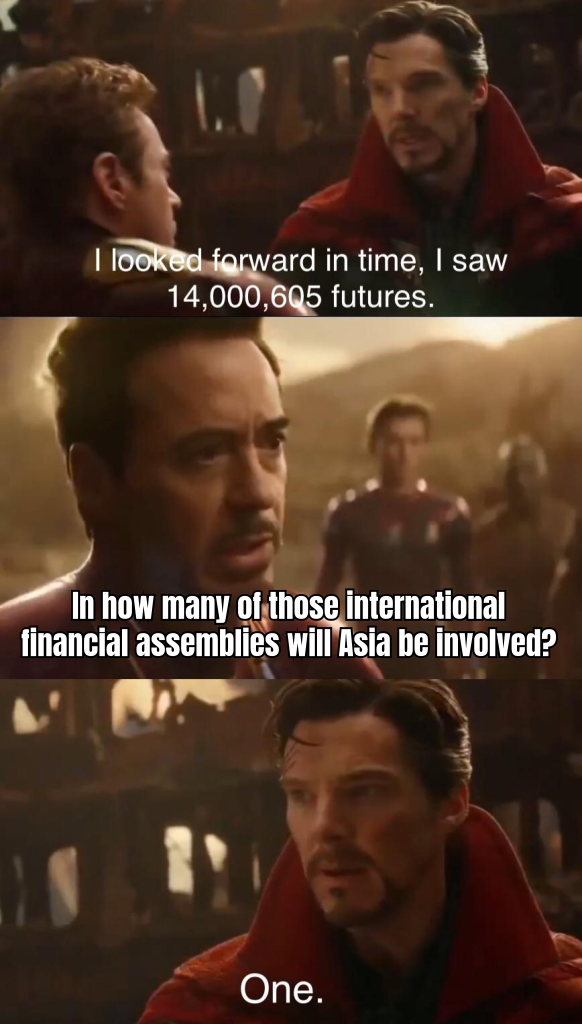 I looked forward in time, I saw
14,000,605 futures.
In how many of those international
financial assemblies will Asia be involved?
One.